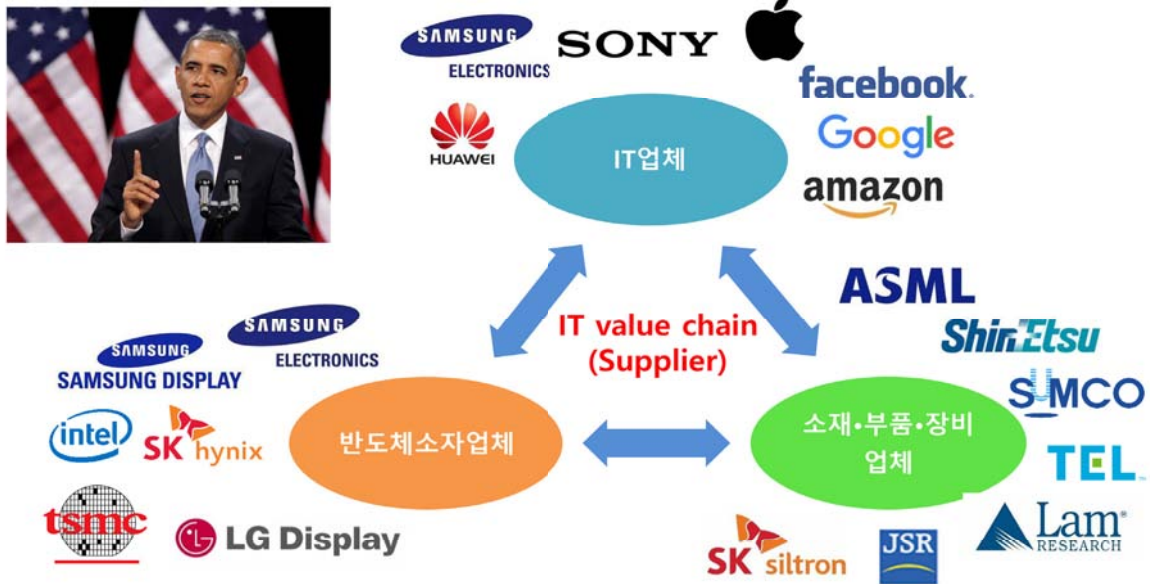 SAMSUNG
ELECTRONICS
SONY
facebook.
HUAWEI
Google
amazon
IT업체
ASML
ShinEtsu
SUMCO
TEL
Lam
RESEARCH
IT value chain
(Supplier)
SAMSUNG
ELECTRONICS
SAMSUNG
SAMSUNG DISPLAY
intel
SK hynix
반도체소자업체
소재•부품•장비
업체
tsmc
LG Display
SK siltron
JSR